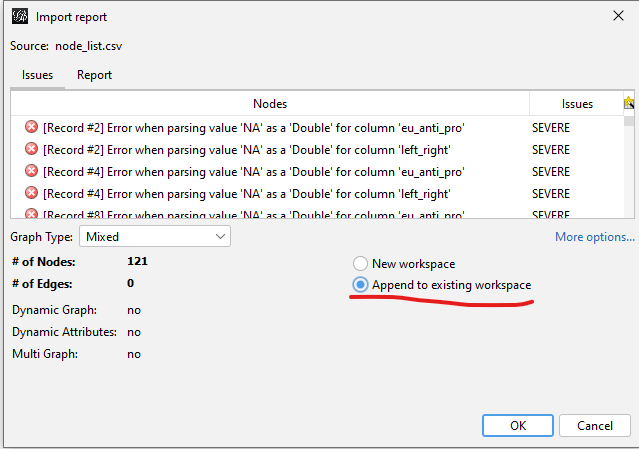 Import report
Source: node_list.csv
Issues Report
Nodes Issues
[Record #2] Error when parsing value 'NA' as a 'Double' for column 'eu_anti_pro' SEVERE
[Record #2] Error when parsing value 'NA' as a 'Double' for column 'left_right' SEVERE
[Record #4] Error when parsing value 'NA' as a 'Double' for column 'eu_anti_pro' SEVERE
[Record #4] Error when parsing value 'NA' as a 'Double' for column 'left_right' SEVERE
[Record #8] Error when parsing value 'NA' as a 'Double' for column 'eu_anti_pro' SEVERE
Graph Type: Mixed More options...
# of Nodes: 121
New workspace
# of Edges: 0
Append to existing workspace
Dynamic Graph: no
Dynamic Attributes: no
Multi Graph: no
OK Cancel